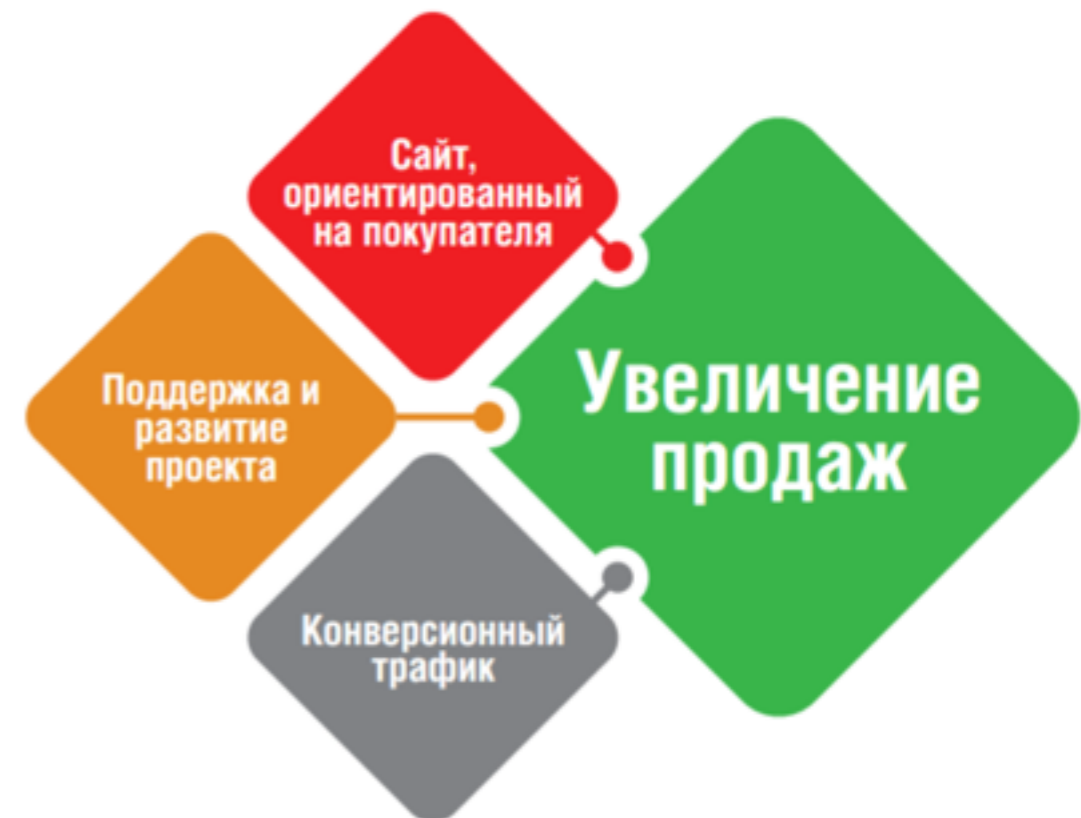 Сайт,
ориентированный
на покупателя
Поддержка и
развитие
проекта
Конверсионный
трафик
Увеличение
продаж